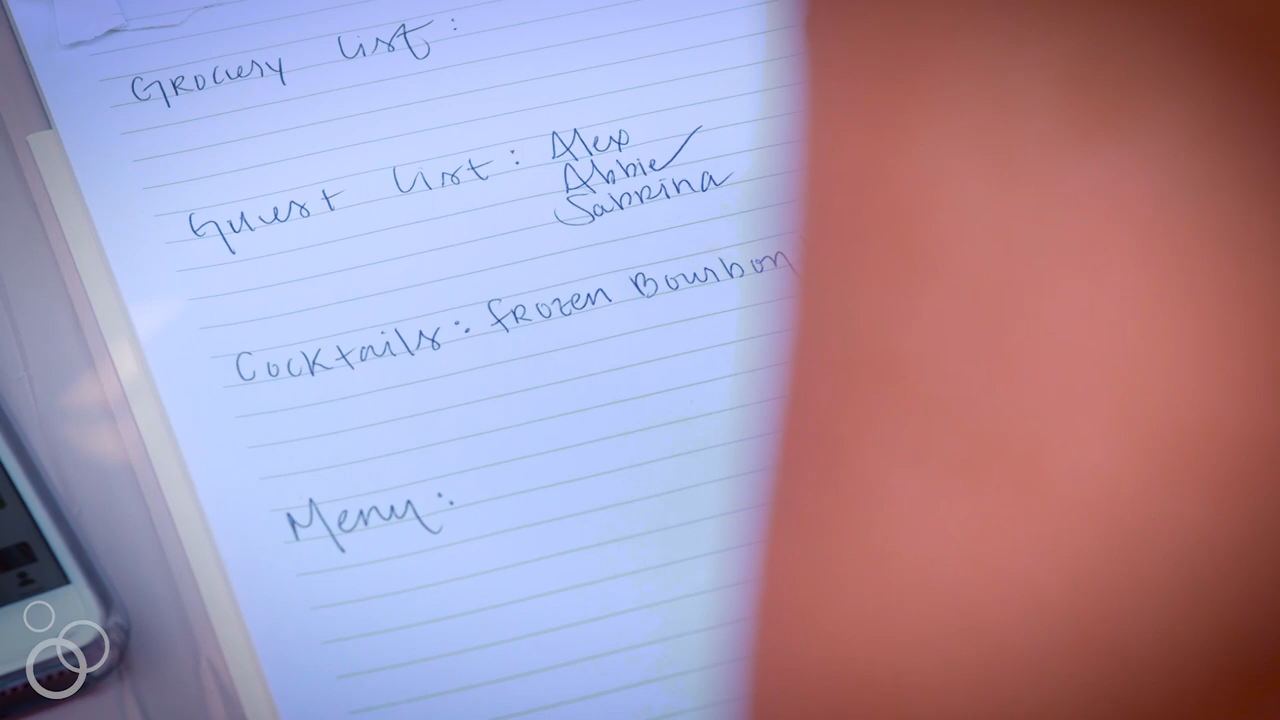 Grocery List:
Guest List: Alex
Abbie
Sabrina
Cocktails: Frozen Bourbon
Menu: